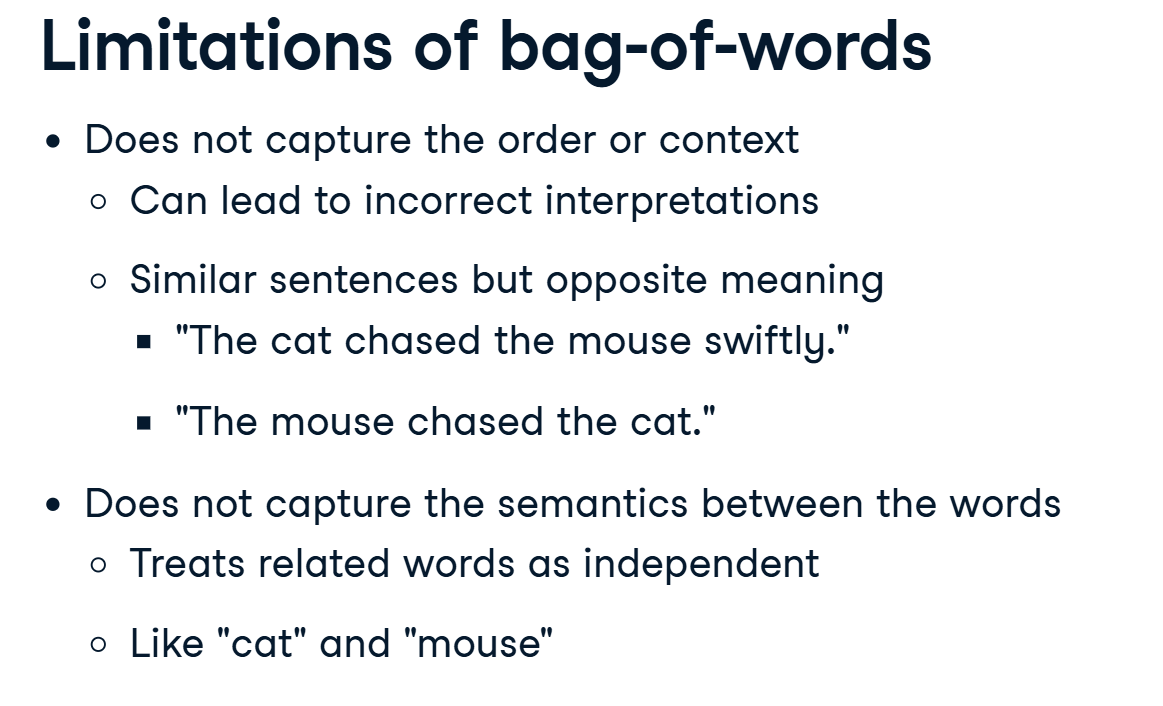 Limitations of bag-of-words
• Does not capture the order or context
○ Can lead to incorrect interpretations
○ Similar sentences but opposite meaning
■ "The cat chased the mouse swiftly."
■ "The mouse chased the cat."
• Does not capture the semantics between the words
○ Treats related words as independent
○ Like "cat" and "mouse"